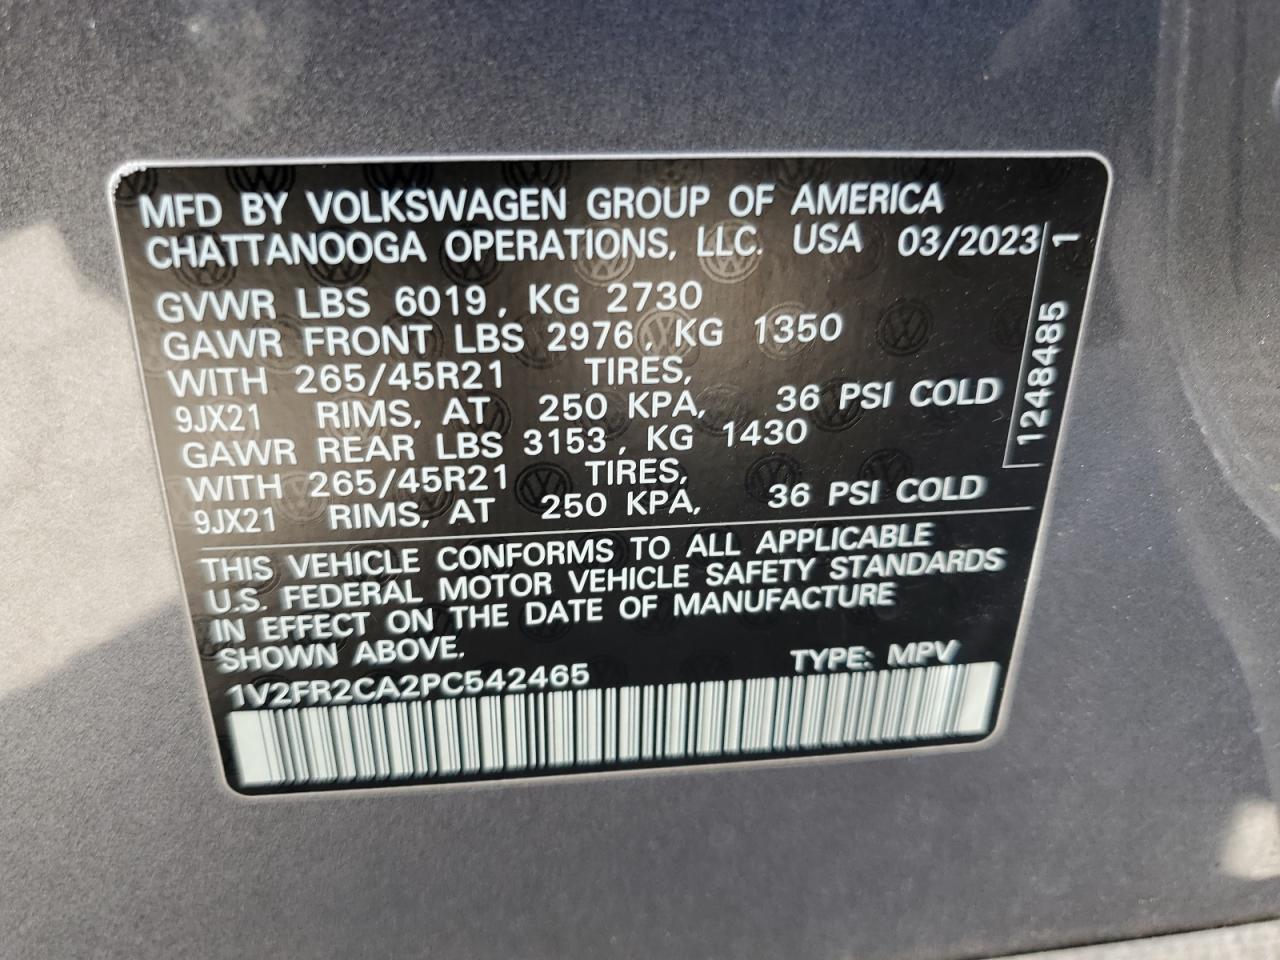 MFD BY VOLKSWAGEN GROUP OF AMERICA
CHATTANOOGA OPERATIONS, LLC. USA 03/2023
GVWR LBS 6019, KG 2730
GAWR FRONT LBS 2976, KG 1350
WITH 265/45R21 TIRES,
9JX21 RIMS, AT 250 KPA, 36 PSI COLD
GAWR REAR LBS 3153, KG 1430
WITH 265/45R21 TIRES,
9JX21 RIMS, AT 250 KPA, 36 PSI COLD
1248485 1
THIS VEHICLE CONFORMS TO ALL APPLICABLE
U.S. FEDERAL MOTOR VEHICLE SAFETY STANDARDS
IN EFFECT ON THE DATE OF MANUFACTURE
SHOWN ABOVE.
1V2FR2CA2PC542465 TYPE: MPV